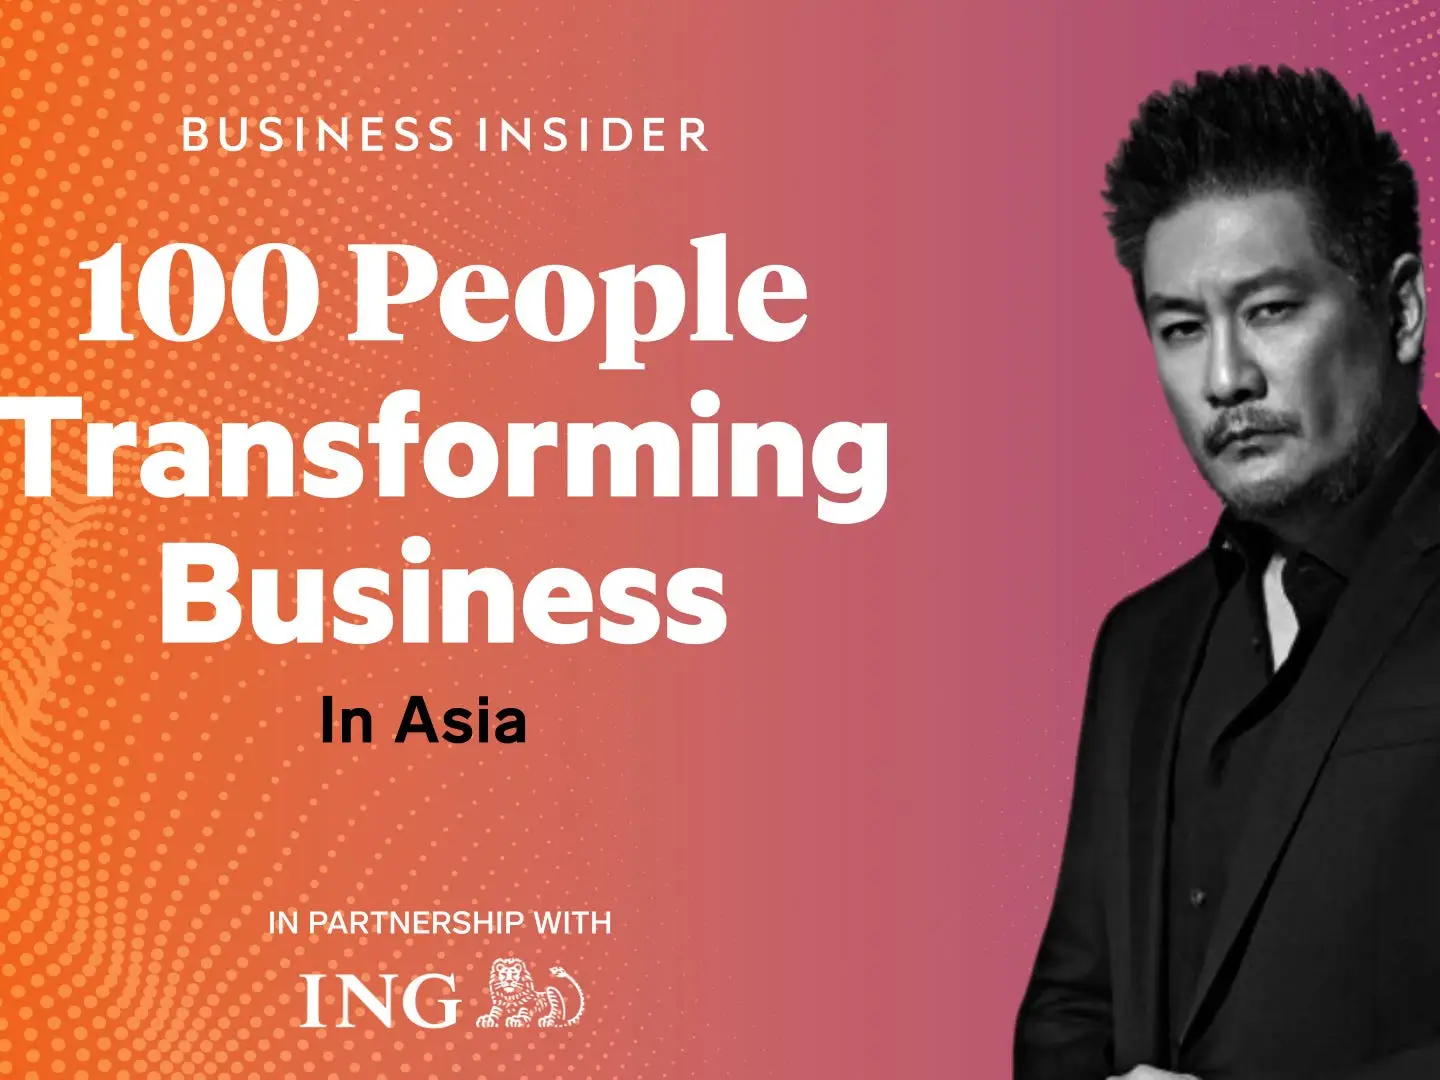 BUSINESS INSIDER
100 People
Transforming
Business
In Asia
IN PARTNERSHIP WITH
ING